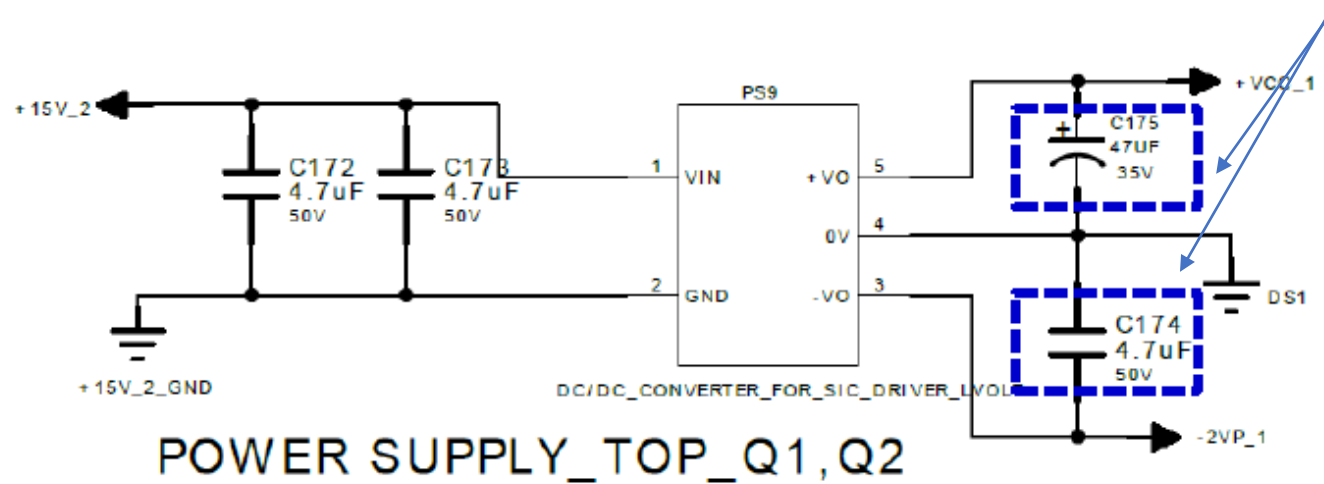 PS9
+VCC_1
+15V_2
C172
4.7uF
50V
C173
4.7uF
50V
1
VIN
+VO
5
+
C175
47UF
35V
0V
4
2
GND
-VO
3
DS1
C174
4.7uF
50V
+15V_2_GND
DC/DC_CONVERTER_FOR_SIC_DRIVER_LVOLT
-2VP_1
POWER SUPPLY_TOP_Q1,Q2